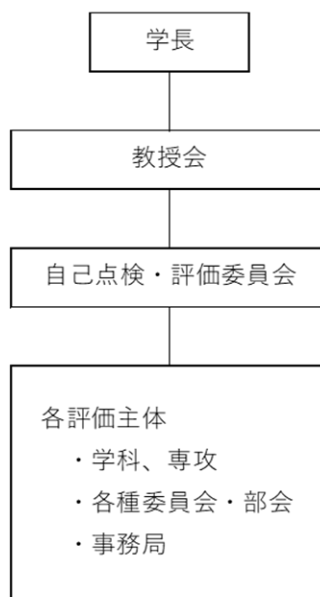 学長
教授会
自己点検・評価委員会
各評価主体
・学科、専攻
・各種委員会・部会
・事務局